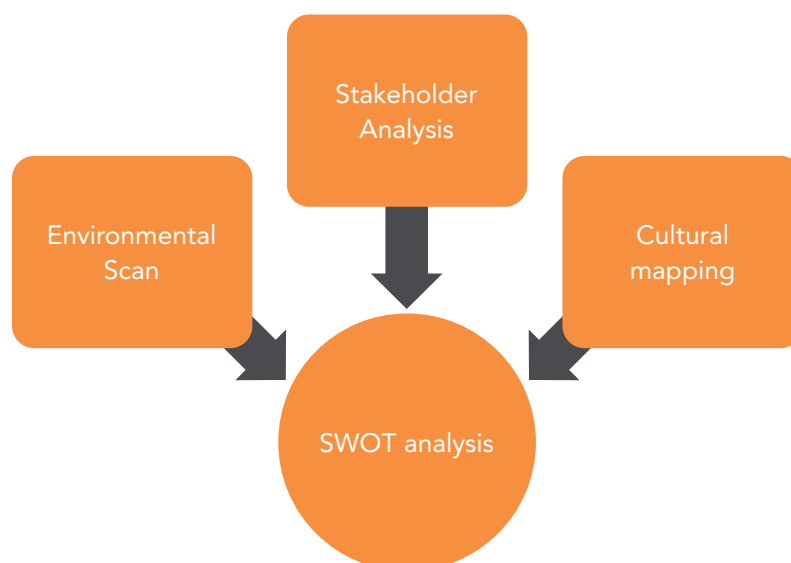 Stakeholder
Analysis
Environmental
Scan
Cultural
mapping
SWOT analysis